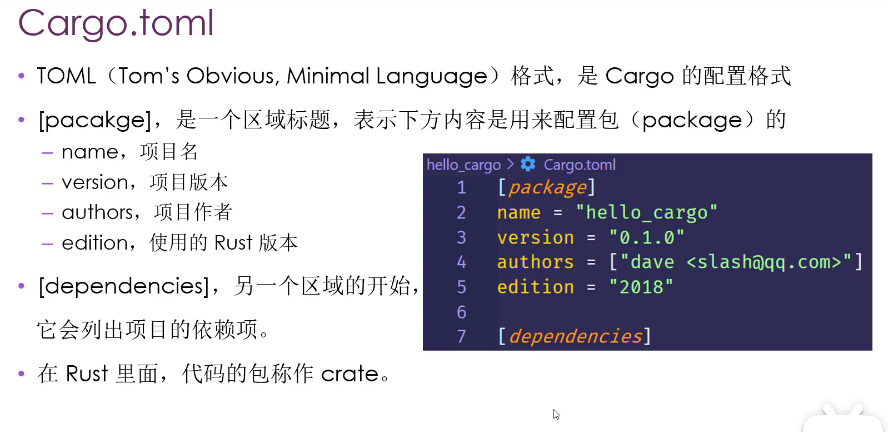 Cargo.toml
• TOML（Tom's Obvious, Minimal Language）格式，是 Cargo 的配置格式
• [pacakge]，是一个区域标题，表示下方内容是用来配置包（package）的
– name，项目名
– version，项目版本
– authors，项目作者
– edition，使用的 Rust 版本
• [dependencies]，另一个区域的开始，
它会列出项目的依赖项。
• 在 Rust 里面，代码的包称作 crate。
hello_cargo > Cargo.toml
1 [package]
2 name = "hello_cargo"
3 version = "0.1.0"
4 authors = ["dave <slash@qq.com>"]
5 edition = "2018"
6
7 [dependencies]